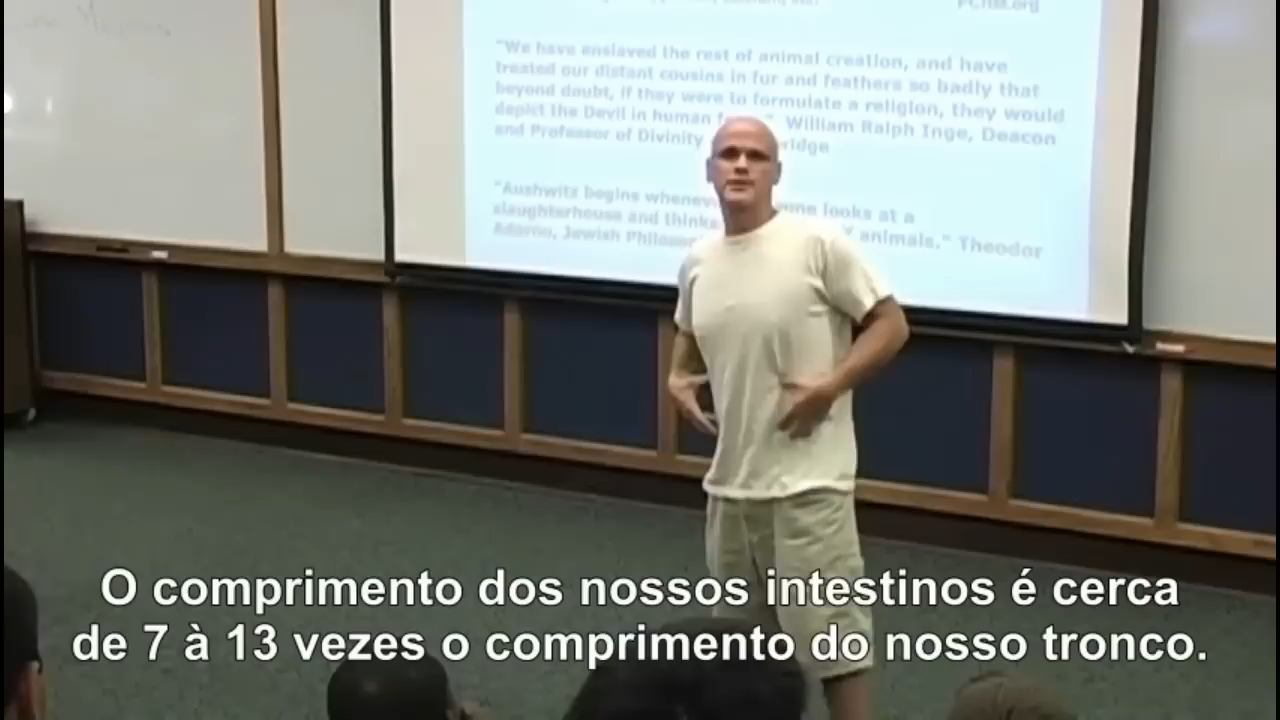 PCRM.org
"We have enslaved the rest of animal creation, and have
treated our distant cousins in fur and feathers so badly that
beyond doubt, if they were to formulate a religion, they would
depict the Devil in human William Ralph Inge, Deacon
and Professor of Divinity
"Aushwitz begins looks at a
slaughterhouse and thinks animals." Theodor
Adorno, Jewish
O comprimento dos nossos intestinos é cerca
de 7 à 13 vezes o comprimento do nosso tronco.